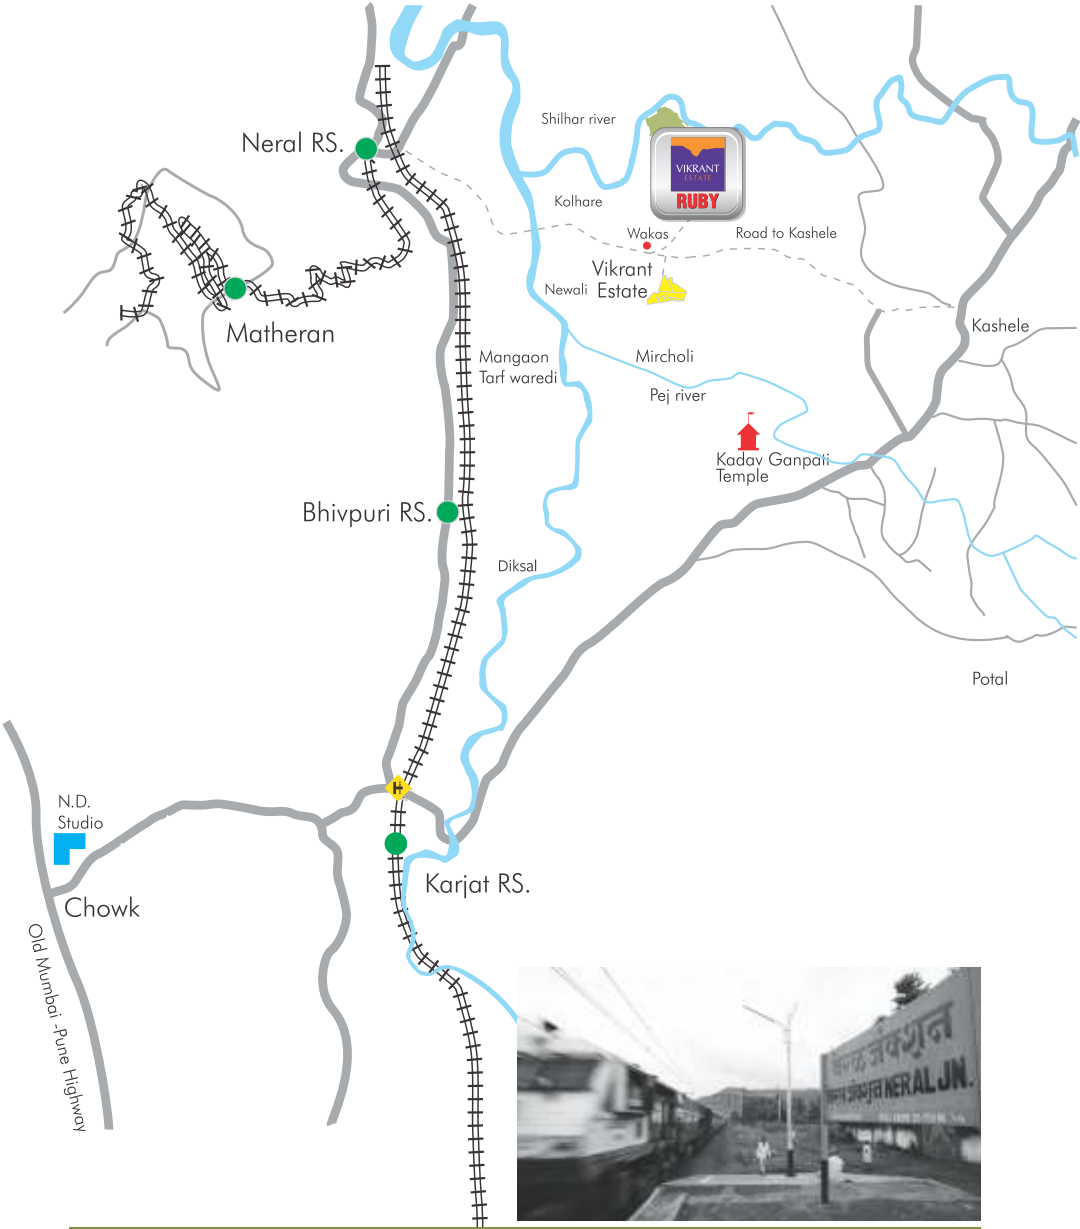 Shilhar river
Neral RS.
VIKRANT
ESTATE
RUBY
Kolhare
Wakas
Road to Kashele
Vikrant
Estate
Newali
Matheran
Kashele
Mangaon
Tarf waredi
Mircholi
Pej river
Kadav Ganpati
Temple
Bhivpuri RS.
Diksal
Potal
H
N.D.
Studio
Karjat RS.
Chowk
Old Mumbai -Pune Highway
जंक्शन
NERAL JN.